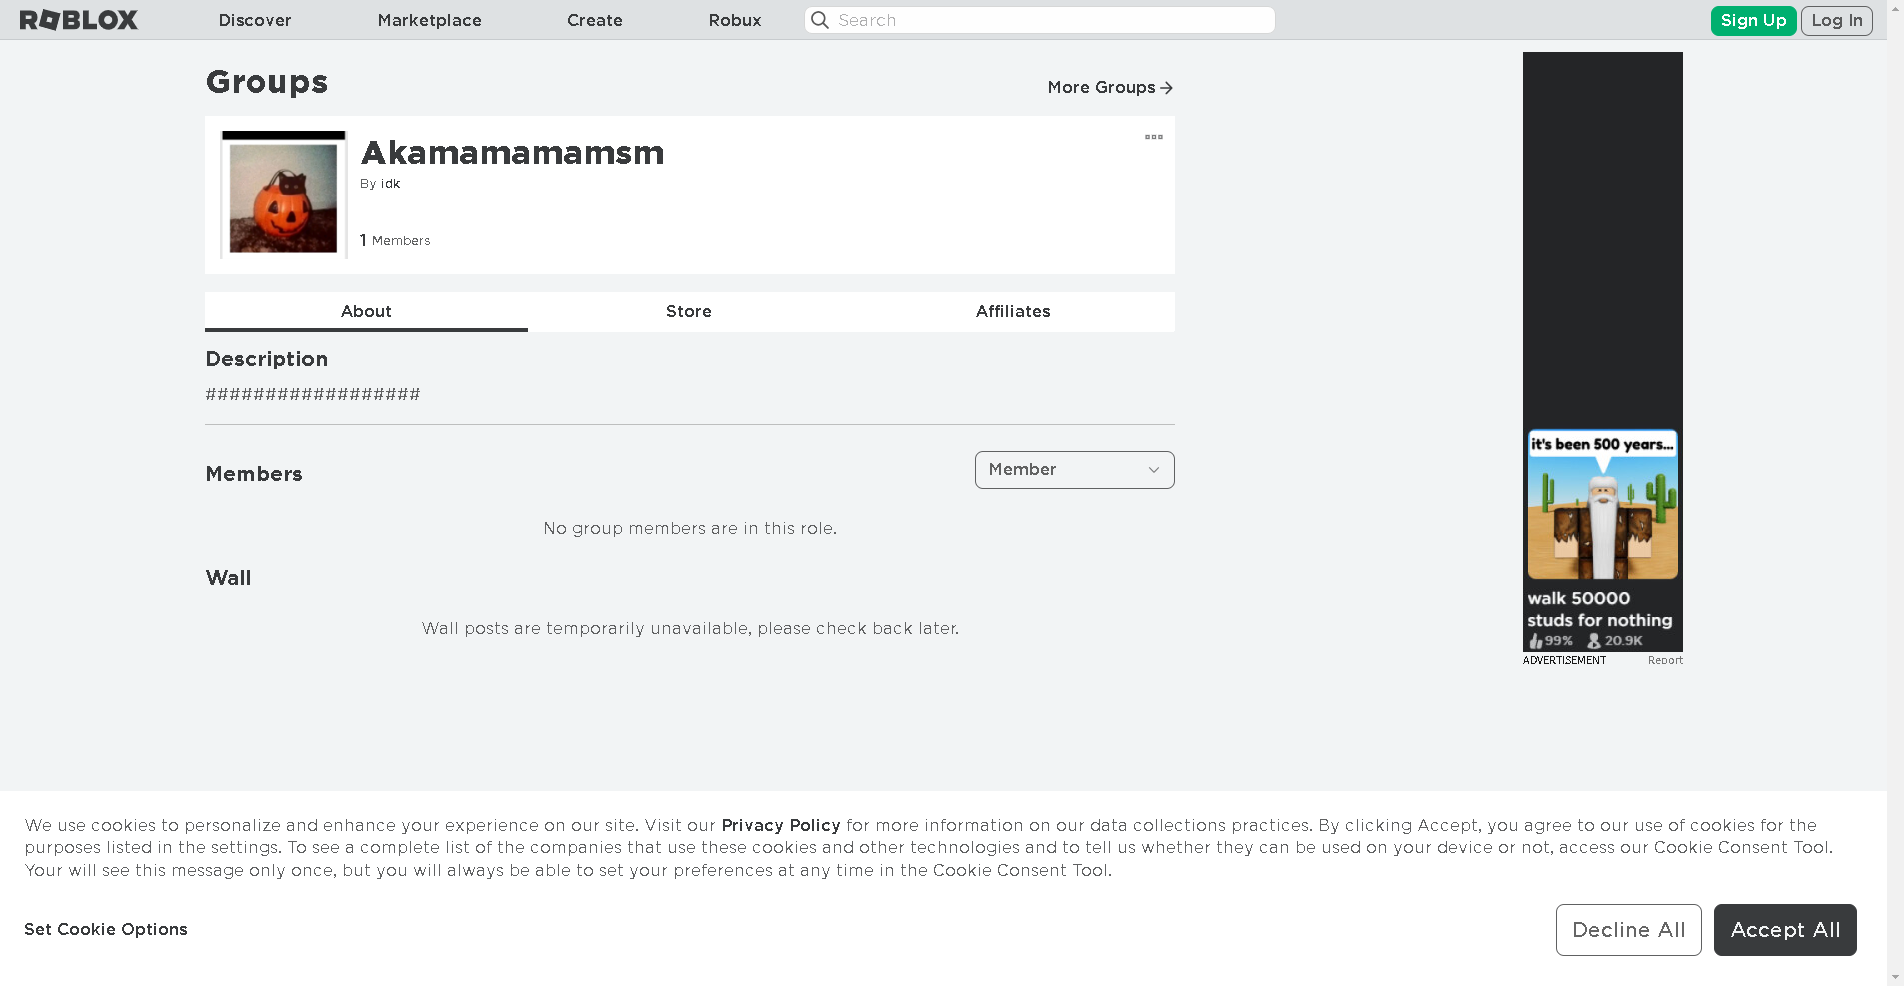 ROBLOX
Discover
Marketplace
Create
Robux
Search
Sign Up
Log In
Groups
More Groups
Akamamamamsm
By idk
1 Members
About
Store
Affiliates
Description
##################
Members
Member
No group members are in this role.
Wall
Wall posts are temporarily unavailable, please check back later.
it's been 500 years...
walk 50000
studs for nothing
99% 20.9K
ADVERTISEMENT
Report
We use cookies to personalize and enhance your experience on our site. Visit our Privacy Policy for more information on our data collections practices. By clicking Accept, you agree to our use of cookies for the
purposes listed in the settings. To see a complete list of the companies that use these cookies and other technologies and to tell us whether they can be used on your device or not, access our Cookie Consent Tool.
Your will see this message only once, but you will always be able to set your preferences at any time in the Cookie Consent Tool.
Set Cookie Options
Decline All
Accept All